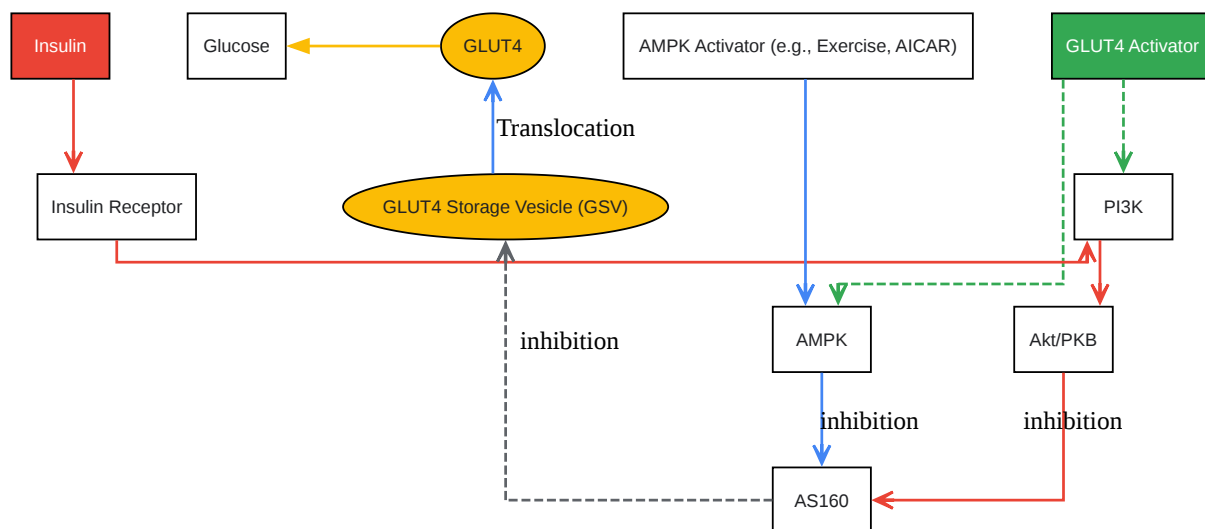 Insulin
Glucose
GLUT4
AMPK Activator (e.g., Exercise, AICAR)
GLUT4 Activator
Translocation
Insulin Receptor
GLUT4 Storage Vesicle (GSV)
PI3K
inhibition
AMPK
Akt/PKB
inhibition
inhibition
AS160